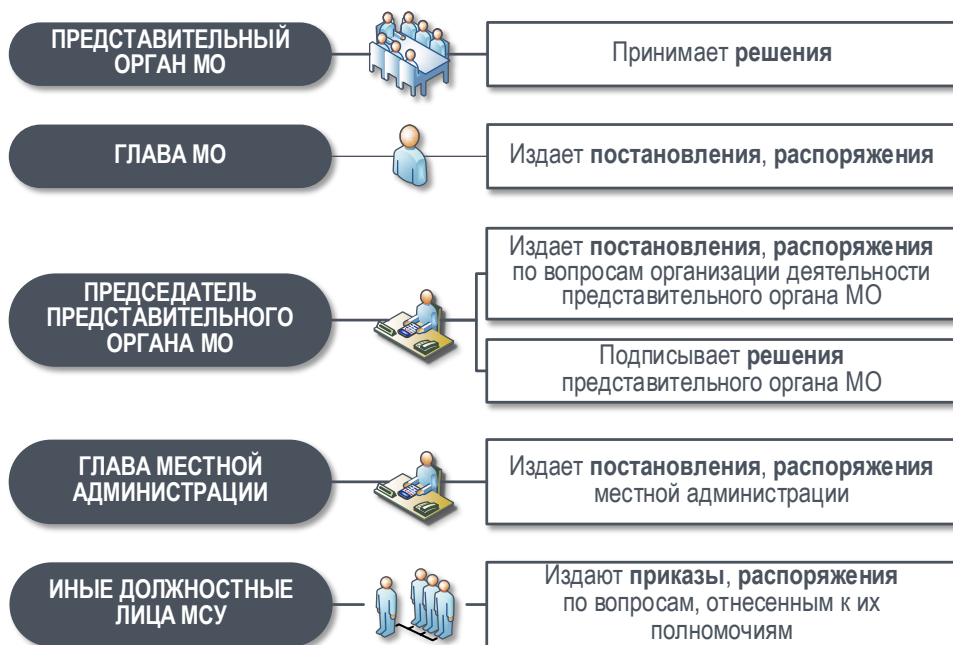 ПРЕДСТАВИТЕЛЬНЫЙ
ОРГАН МО
Принимает решения
ГЛАВА МО
Издает постановления, распоряжения
ПРЕДСЕДАТЕЛЬ
ПРЕДСТАВИТЕЛЬНОГО
ОРГАНА МО
Издает постановления, распоряжения
по вопросам организации деятельности
представительного органа МО
Подписывает решения
представительного органа МО
ГЛАВА МЕСТНОЙ
АДМИНИСТРАЦИИ
Издает постановления, распоряжения
местной администрации
ИНЫЕ ДОЛЖНОСТНЫЕ
ЛИЦА МСУ
Издают приказы, распоряжения
по вопросам, отнесенным к их
полномочиям